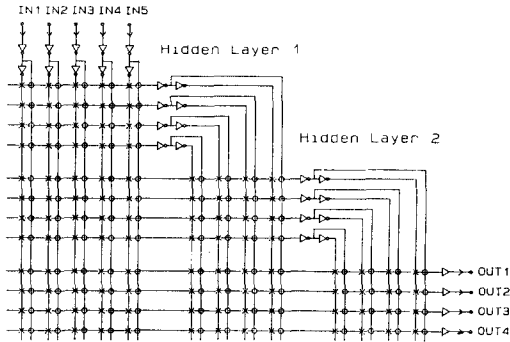 IN1 IN2 IN3 IN4 IN5
Hidden Layer 1
Hidden Layer 2
OUT1
OUT2
OUT3
OUT4